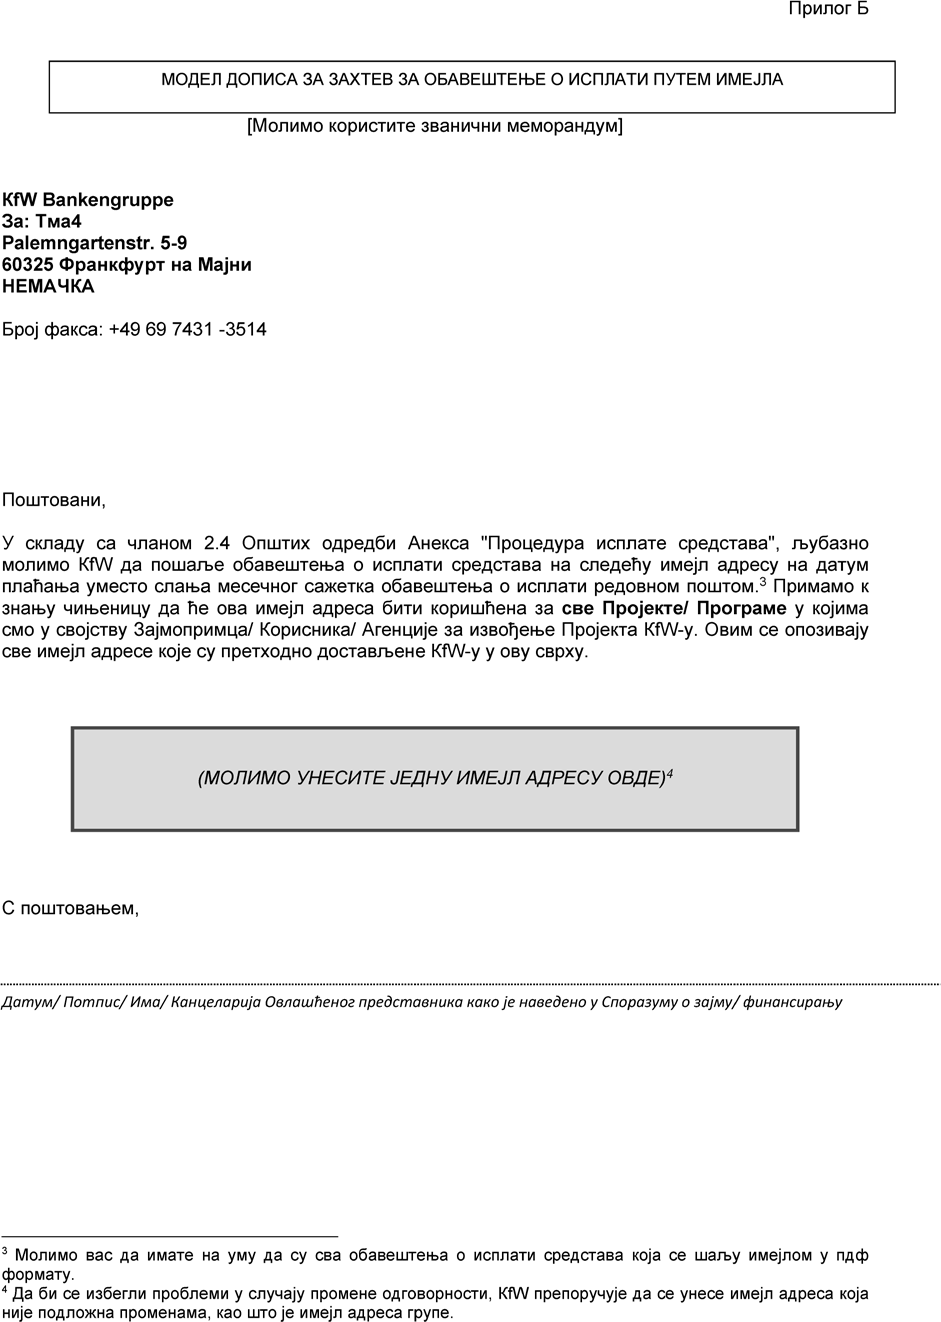 Прилог Б
МОДЕЛ ДОПИСА ЗА ЗАХТЕВ ЗА ОБАВЕШТЕЊЕ О ИСПЛАТИ ПУТЕМ ИМЕЈЛА
[Молимо користите званични меморандум]
KfW Bankengruppe
За: Тма4
Palemngartenstr. 5-9
60325 Франкфурт на Мајни
НЕМАЧКА
Број факса: +49 69 7431 -3514
Поштовани,
У складу са чланом 2.4 Општих одредби Анекса "Процедура исплате средстава", љубазно
молимо KfW да пошаље обавештења о исплати средстава на следећу имејл адресу на датум
плаћања уместо слања месечног сажетка обавештења о исплати редовном поштом.³ Примамо к
знању чињеницу да ће ова имејл адреса бити коришћена за све Пројекте/ Програме у којима
смо у својству Зајмопримца/ Корисника/ Агенције за извођење Пројекта KfW-у. Овим се опозивају
све имејл адресе које су претходно достављене KfW-у у ову сврху.
(МОЛИМО УНЕСИТЕ ЈЕДНУ ИМЕЈЛ АДРЕСУ ОВДЕ)⁴
С поштовањем,
Датум/ Потпис/ Има/ Канцеларија Овлашћеног представника како је наведено у Споразуму о зајму/ финансирању
³ Молимо вас да имате на уму да су сва обавештења о исплати средстава која се шаљу имејлом у пдф
формату.
⁴ Да би се избегли проблеми у случају промене одговорности, KfW препоручује да се унесе имејл адреса која
није подложна променама, као што је имејл адреса групе.